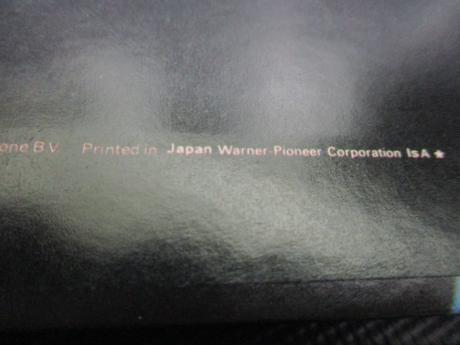 one B.V. Printed in Japan Warner-Pioneer Corporation IsA★